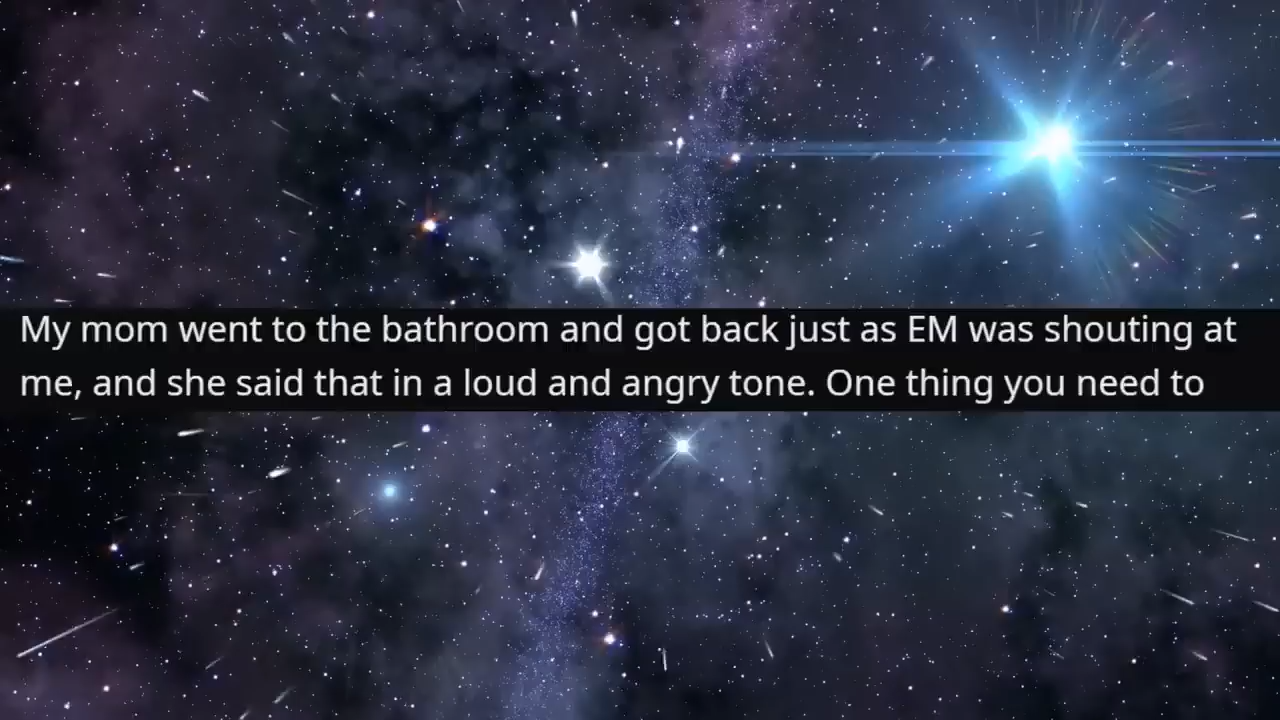 My mom went to the bathroom and got back just as EM was shouting at
me, and she said that in a loud and angry tone. One thing you need to